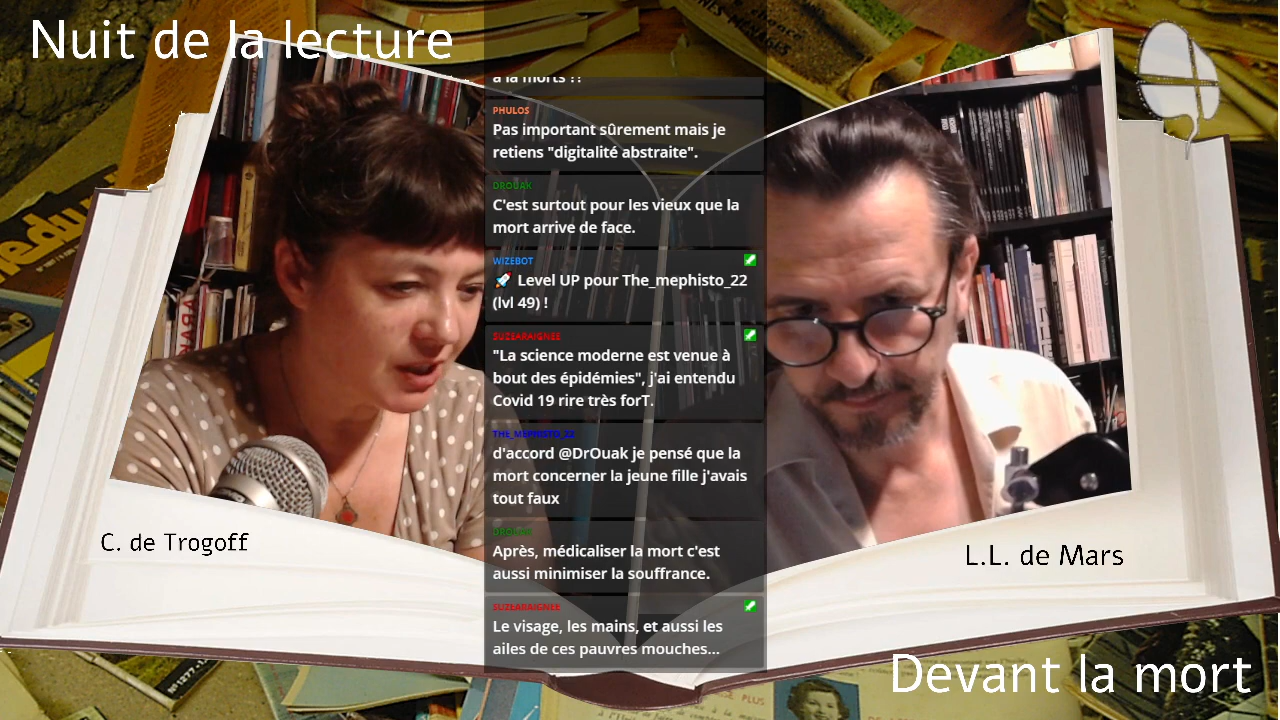 Nuit de la lecture
à la morts !?
PHULOS
Pas important sûrement mais je
retiens "digitalité abstraite".
DROUAK
C'est surtout pour les vieux que la
mort arrive de face.
WIZEBOT
🚀 Level UP pour The_mephisto_22
(lvl 49) !
SUZEARAIGNEE
"La science moderne est venue à
bout des épidémies", j'ai entendu
Covid 19 rire très forT.
THE_MEPHISTO_22
d'accord @DrOuak je pensé que la
mort concerner la jeune fille j'avais
tout faux
DROUAK
Après, médicaliser la mort c'est
aussi minimiser la souffrance.
SUZEARAIGNEE
Le visage, les mains, et aussi les
ailes de ces pauvres mouches...
C. de Trogoff
L.L. de Mars
Devant la mort